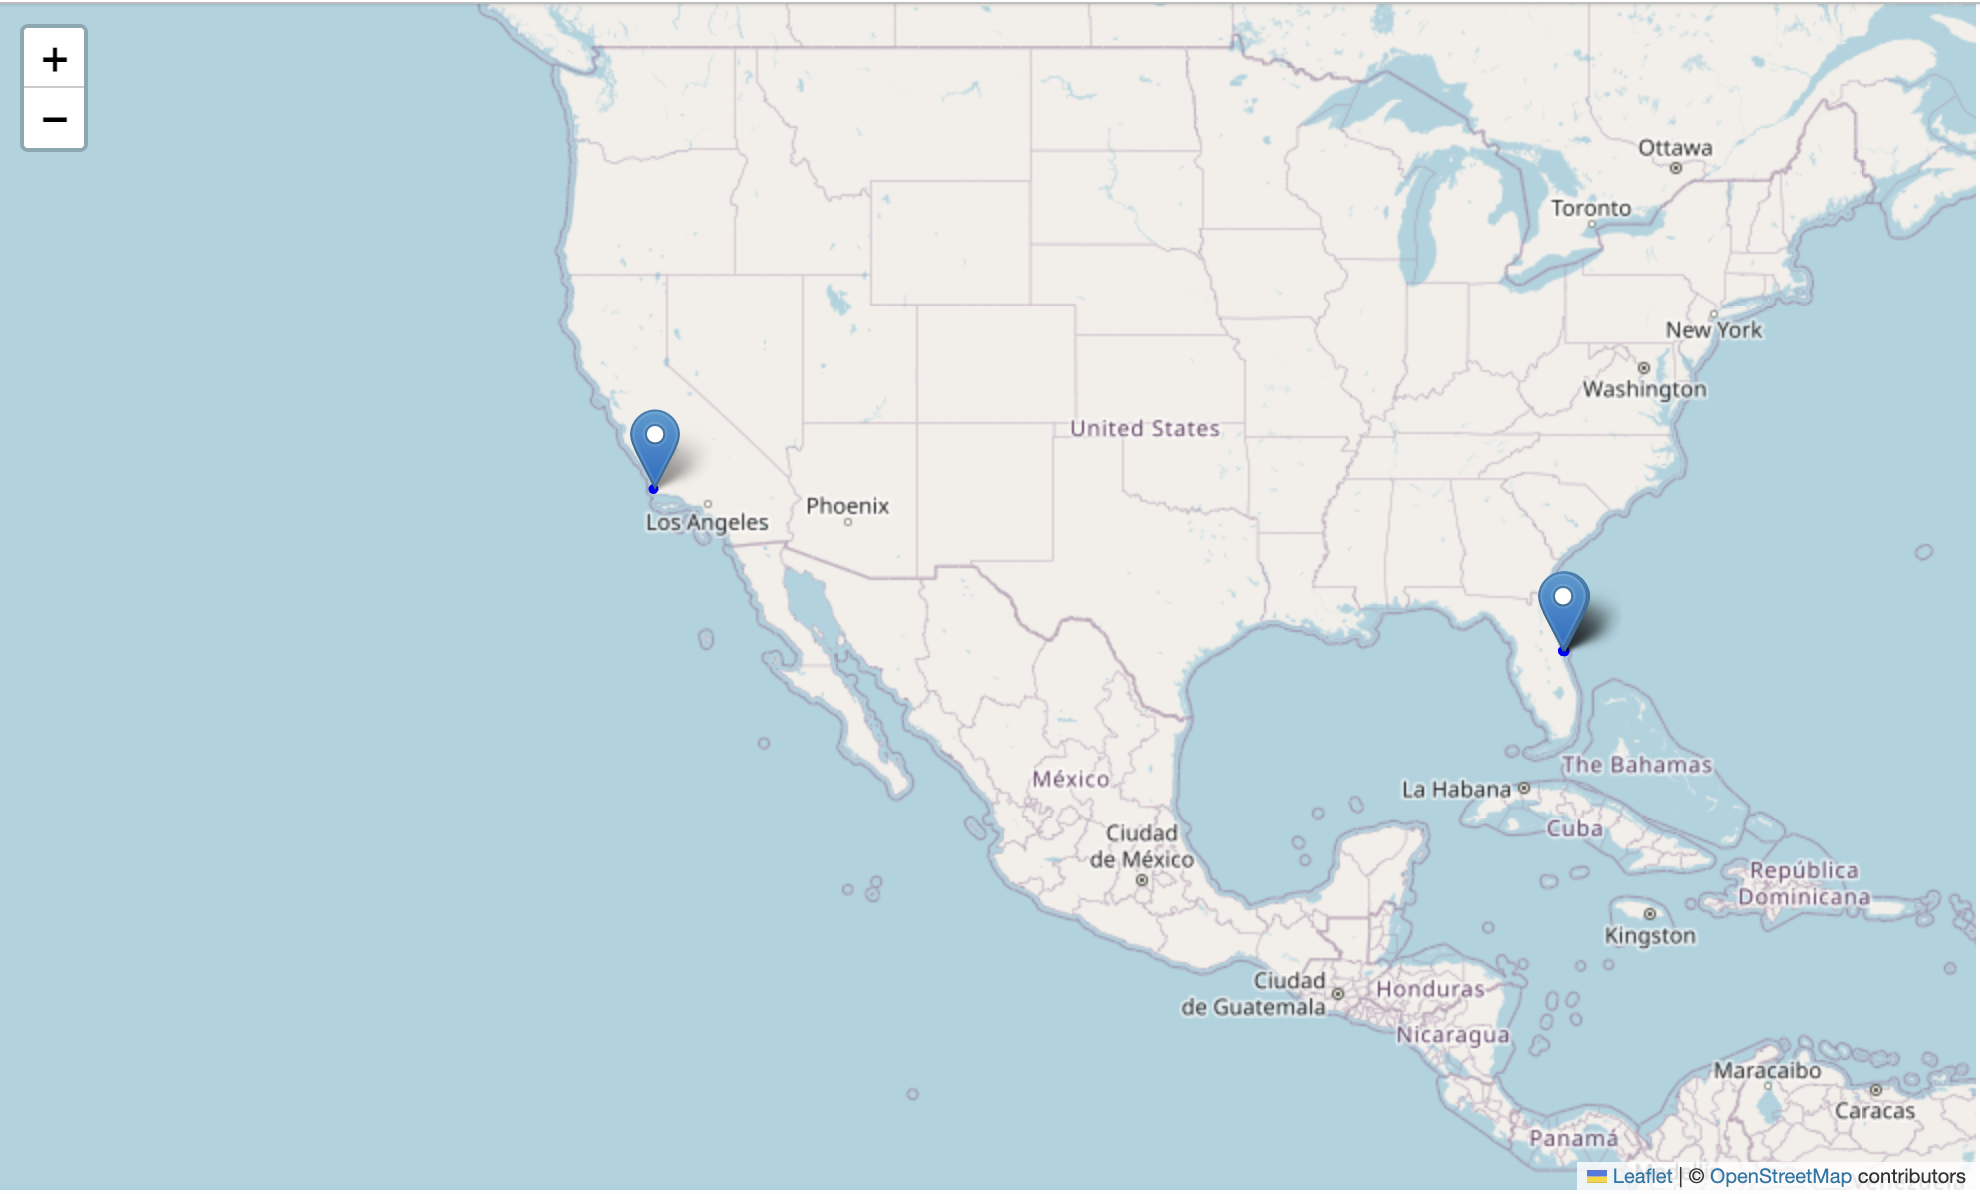 +
−
Ottawa
Toronto
New York
Washington
United States
Phoenix
Los Angeles
México
The Bahamas
La Habana
Cuba
Ciudad
de México
República
Dominicana
Kingston
Ciudad
de Guatemala
Honduras
Nicaragua
Maracaibo
Caracas
Panamá
Leaflet | © OpenStreetMap contributors